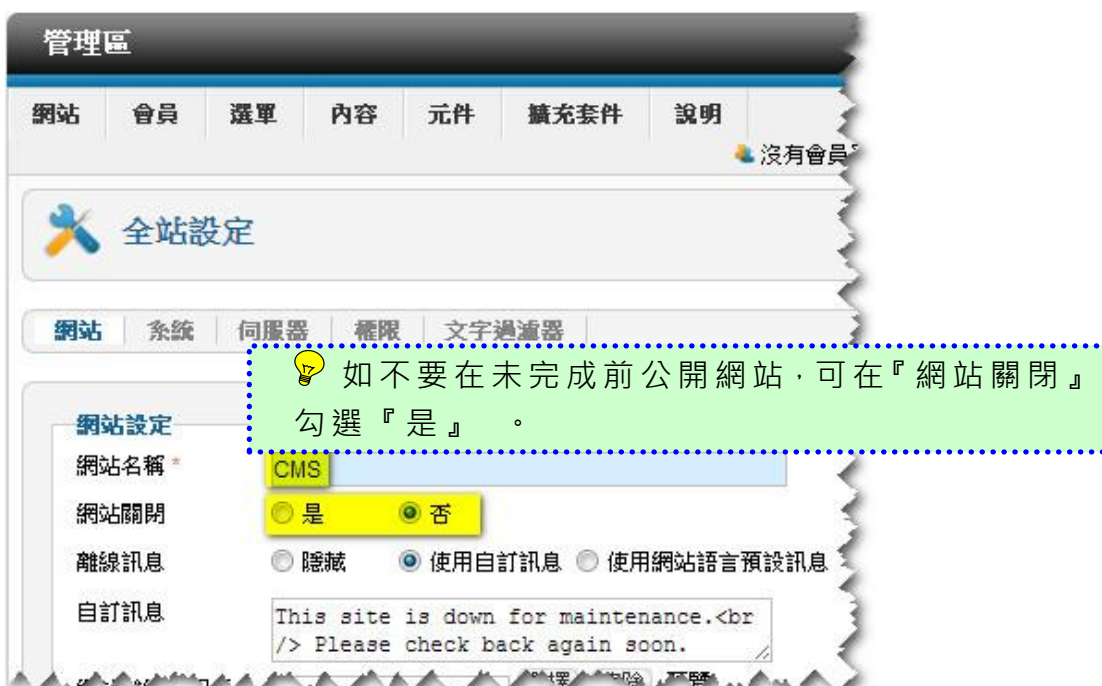 管理區
網站 會員 選單 內容 元件 擴充套件 說明
沒有會員
全站設定
網站 系統 伺服器 權限 文字過濾器
如不要在未完成前公開網站,可在『網站關閉』
勾選『是』 。
網站設定
網站名稱 * CMS
網站關閉 是 否
離線訊息 隱藏 使用自訂訊息 使用網站語言預設訊息
自訂訊息 This site is down for maintenance.<br
/> Please check back again soon.